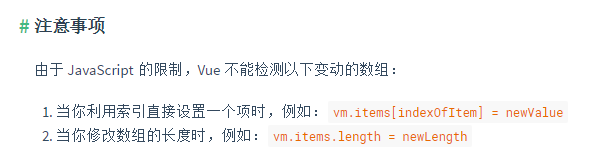 # 注意事项
由于 JavaScript 的限制，Vue 不能检测以下变动的数组：
1. 当你利用索引直接设置一个项时，例如：vm.items[indexOfItem] = newValue
2. 当你修改数组的长度时，例如：vm.items.length = newLength